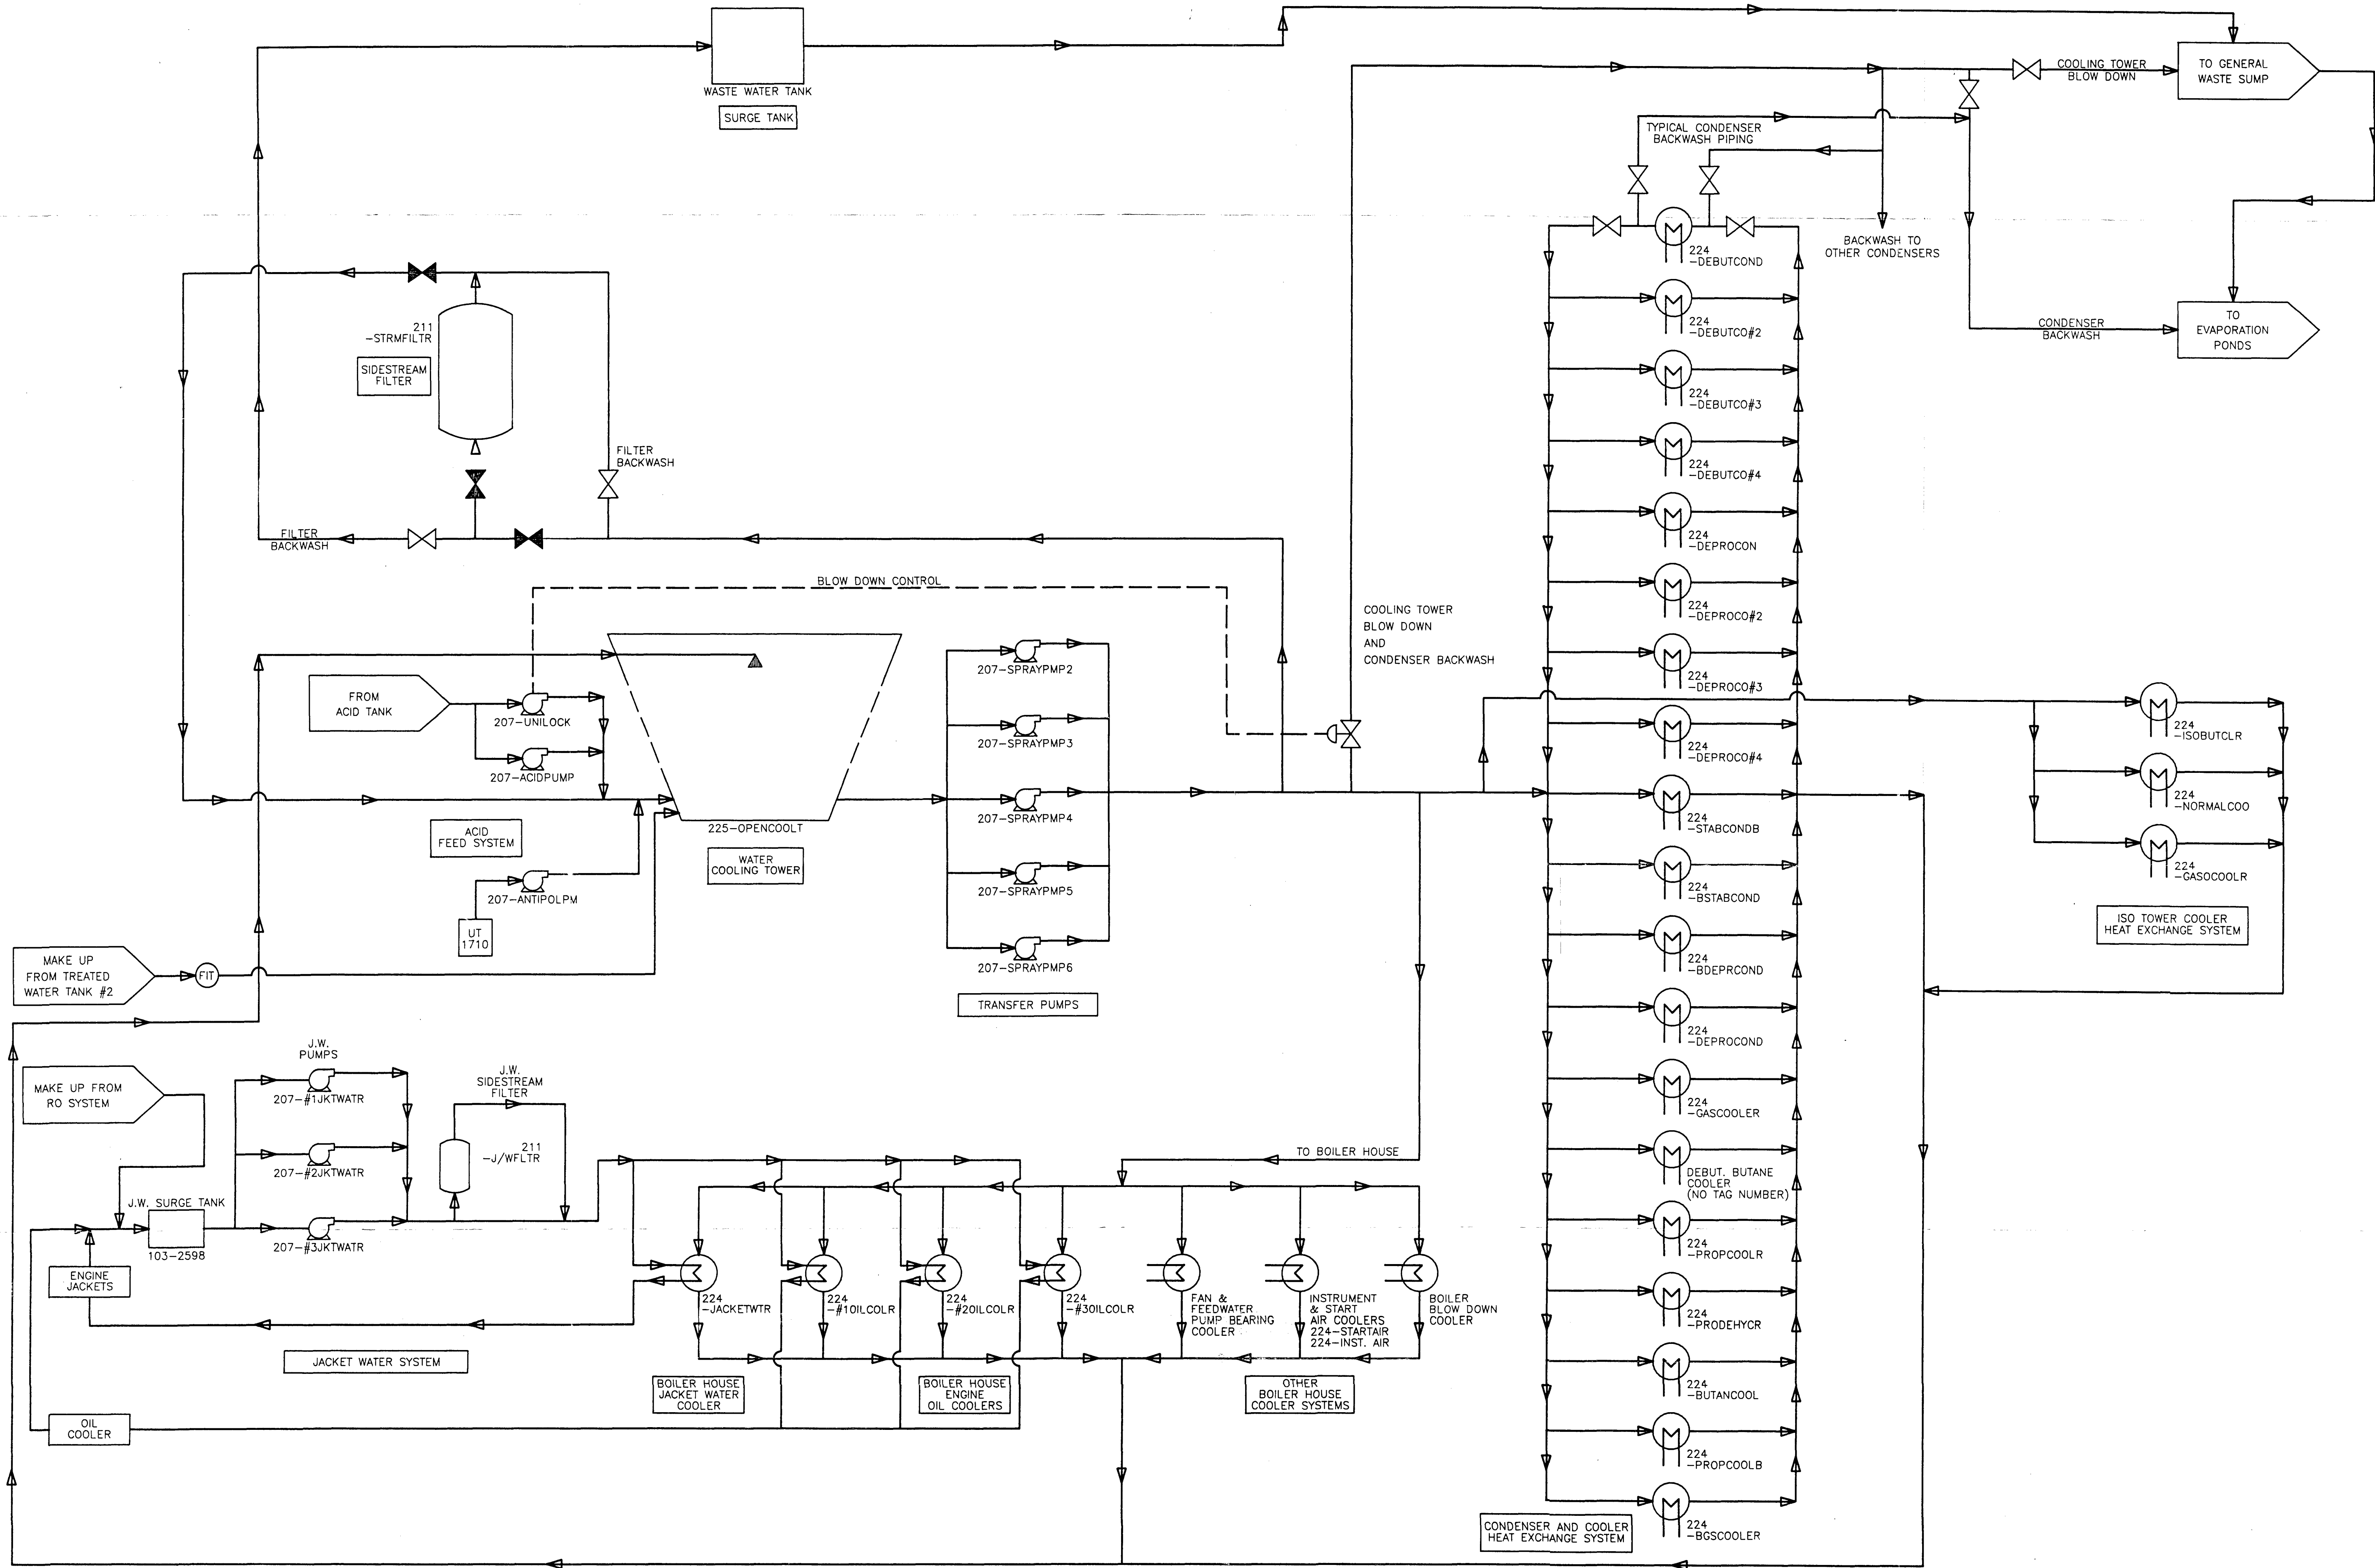 WASTE WATER TANK
SURGE TANK
COOLING TOWER
BLOW DOWN
TO GENERAL
WASTE SUMP
TYPICAL CONDENSER
BACKWASH PIPING
BACKWASH TO
OTHER CONDENSERS
CONDENSER
BACKWASH
TO
EVAPORATION
PONDS
211
-STRMFILTR
SIDESTREAM
FILTER
FILTER
BACKWASH
FILTER
BACKWASH
BLOW DOWN CONTROL
COOLING TOWER
BLOW DOWN
AND
CONDENSER BACKWASH
FROM
ACID TANK
207-UNILOCK
207-ACIDPUMP
ACID
FEED SYSTEM
207-ANTIPOLPM
UT
1710
225-OPENCOOLT
WATER
COOLING TOWER
207-SPRAYPMP2
207-SPRAYPMP3
207-SPRAYPMP4
207-SPRAYPMP5
207-SPRAYPMP6
TRANSFER PUMPS
MAKE UP
FROM TREATED
WATER TANK #2
FIT
224
-DEBUTCOND
224
-DEBUTCO#2
224
-DEBUTCO#3
224
-DEBUTCO#4
224
-DEPROCON
224
-DEPROCO#2
224
-DEPROCO#3
224
-DEPROCO#4
224
-STABCONDB
224
-BSTABCOND
224
-BDEPRCOND
224
-DEPROCOND
224
-GASCOOLER
DEBUT. BUTANE
COOLER
(NO TAG NUMBER)
224
-PROPCOOLR
224
-PRODEHYCR
224
-BUTANCOOL
224
-PROPCOOLB
224
-BGSCOOLER
CONDENSER AND COOLER
HEAT EXCHANGE SYSTEM
224
-ISOBUTCLR
224
-NORMALCOO
224
-GASOCOOLR
ISO TOWER COOLER
HEAT EXCHANGE SYSTEM
MAKE UP FROM
RO SYSTEM
J.W.
PUMPS
207-#1JKTWATR
207-#2JKTWATR
207-#3JKTWATR
J.W. SURGE TANK
103-2598
J.W.
SIDESTREAM
FILTER
211
-J/WFLTR
ENGINE
JACKETS
JACKET WATER SYSTEM
OIL
COOLER
TO BOILER HOUSE
224
-JACKETWTR
224
-#1OILCOLR
224
-#2OILCOLR
224
-#3OILCOLR
FAN &
FEEDWATER
PUMP BEARING
COOLER
INSTRUMENT
& START
AIR COOLERS
224-STARTAIR
224-INST. AIR
BOILER
BLOW DOWN
COOLER
BOILER HOUSE
JACKET WATER
COOLER
BOILER HOUSE
ENGINE
OIL COOLERS
OTHER
BOILER HOUSE
COOLER SYSTEMS